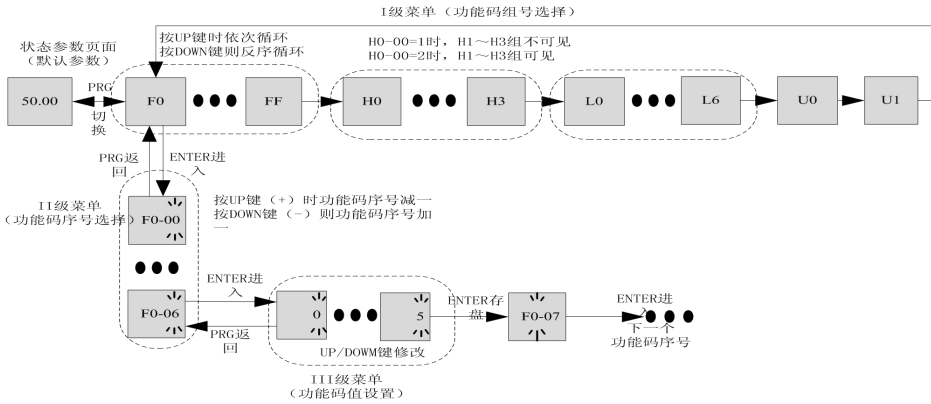 I级菜单（功能码组号选择）
状态参数页面
（默认参数）
按UP键时依次循环
按DOWN键则反序循环
H0-00=1时，H1～H3组不可见
H0-00=2时，H1～H3组可见
50.00
PRG
切
换
F0
FF
H0
H3
L0
L6
U0
U1
PRG返
回
ENTER进
入
II级菜单
（功能码序号选择）
F0-00
按UP键（+）时功能码序号减一
按DOWN键（-）则功能码序号加
一
F0-06
ENTER进
入
PRG返
回
0
5
UP/DOWM键修改
ENTER存
盘
F0-07
ENTER进
入
下一个
功能码序号
III级菜单
（功能码值设置）